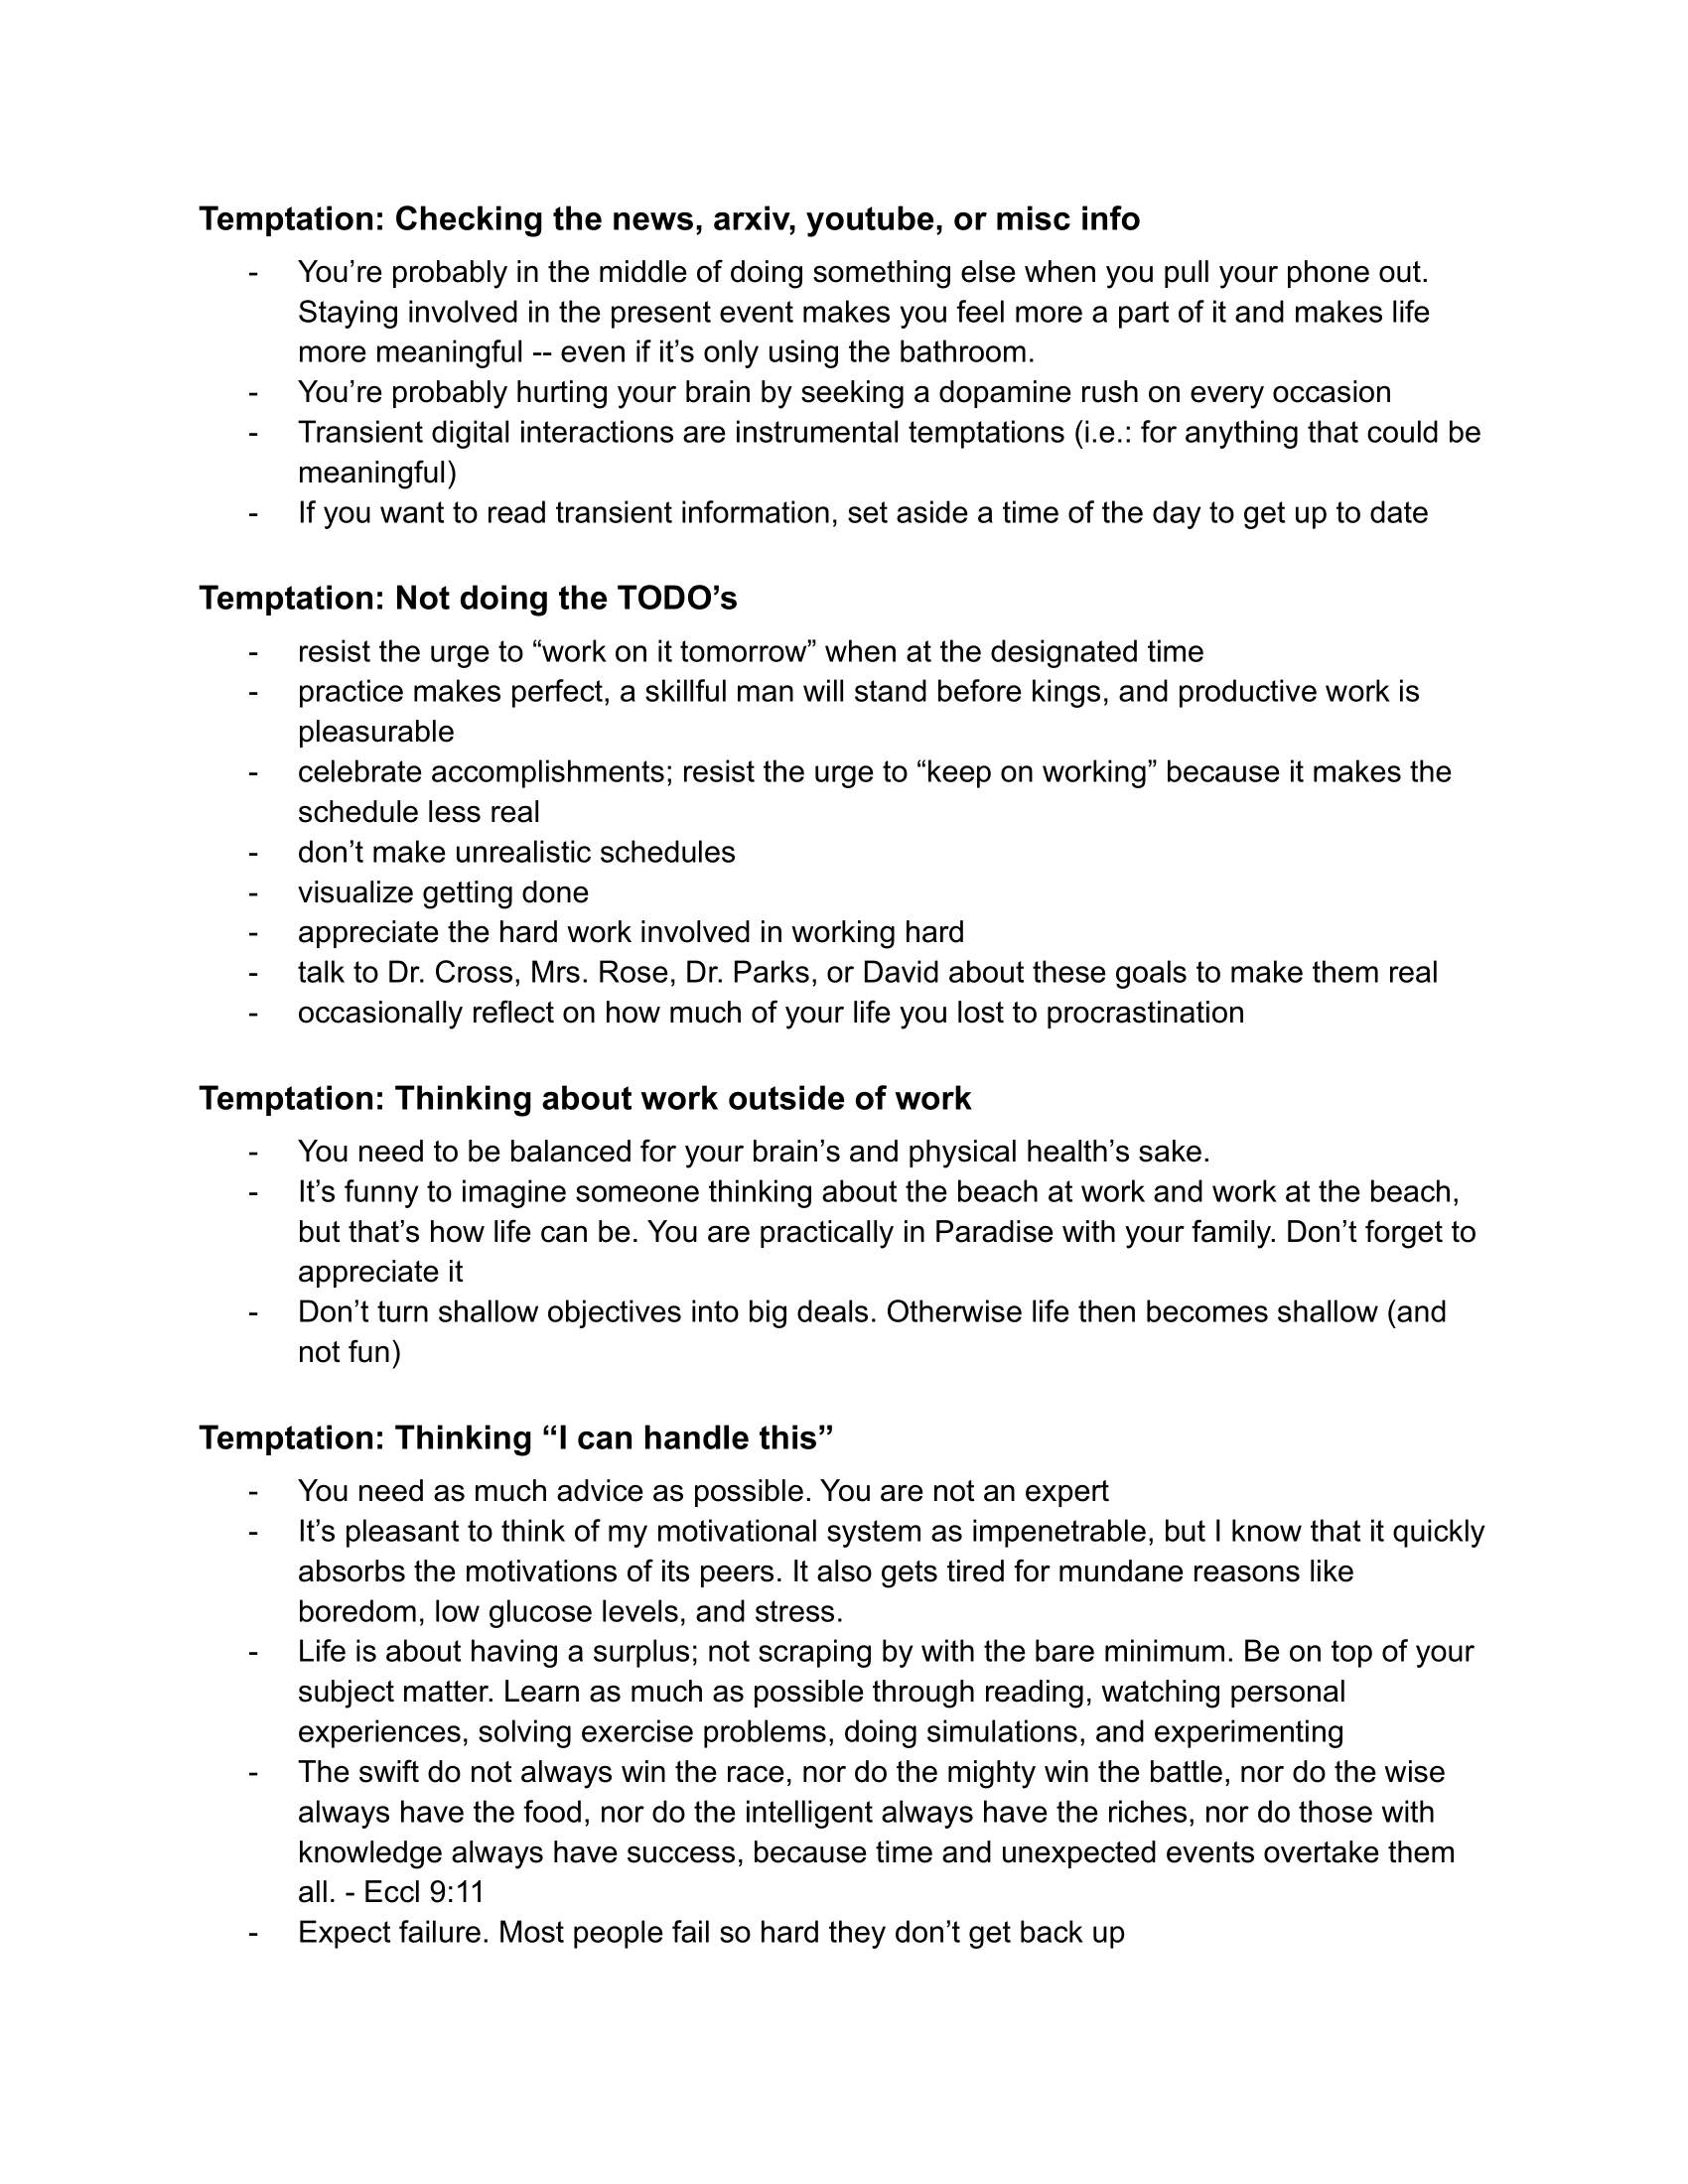 Temptation: Checking the news, arxiv, youtube, or misc info
- You’re probably in the middle of doing something else when you pull your phone out.
Staying involved in the present event makes you feel more a part of it and makes life
more meaningful -- even if it’s only using the bathroom.
- You’re probably hurting your brain by seeking a dopamine rush on every occasion
- Transient digital interactions are instrumental temptations (i.e.: for anything that could be
meaningful)
- If you want to read transient information, set aside a time of the day to get up to date
Temptation: Not doing the TODO’s
- resist the urge to “work on it tomorrow” when at the designated time
- practice makes perfect, a skillful man will stand before kings, and productive work is
pleasurable
- celebrate accomplishments; resist the urge to “keep on working” because it makes the
schedule less real
- don’t make unrealistic schedules
- visualize getting done
- appreciate the hard work involved in working hard
- talk to Dr. Cross, Mrs. Rose, Dr. Parks, or David about these goals to make them real
- occasionally reflect on how much of your life you lost to procrastination
Temptation: Thinking about work outside of work
- You need to be balanced for your brain’s and physical health’s sake.
- It’s funny to imagine someone thinking about the beach at work and work at the beach,
but that’s how life can be. You are practically in Paradise with your family. Don’t forget to
appreciate it
- Don’t turn shallow objectives into big deals. Otherwise life then becomes shallow (and
not fun)
Temptation: Thinking “I can handle this”
- You need as much advice as possible. You are not an expert
- It’s pleasant to think of my motivational system as impenetrable, but I know that it quickly
absorbs the motivations of its peers. It also gets tired for mundane reasons like
boredom, low glucose levels, and stress.
- Life is about having a surplus; not scraping by with the bare minimum. Be on top of your
subject matter. Learn as much as possible through reading, watching personal
experiences, solving exercise problems, doing simulations, and experimenting
- The swift do not always win the race, nor do the mighty win the battle, nor do the wise
always have the food, nor do the intelligent always have the riches, nor do those with
knowledge always have success, because time and unexpected events overtake them
all. - Eccl 9:11
- Expect failure. Most people fail so hard they don’t get back up